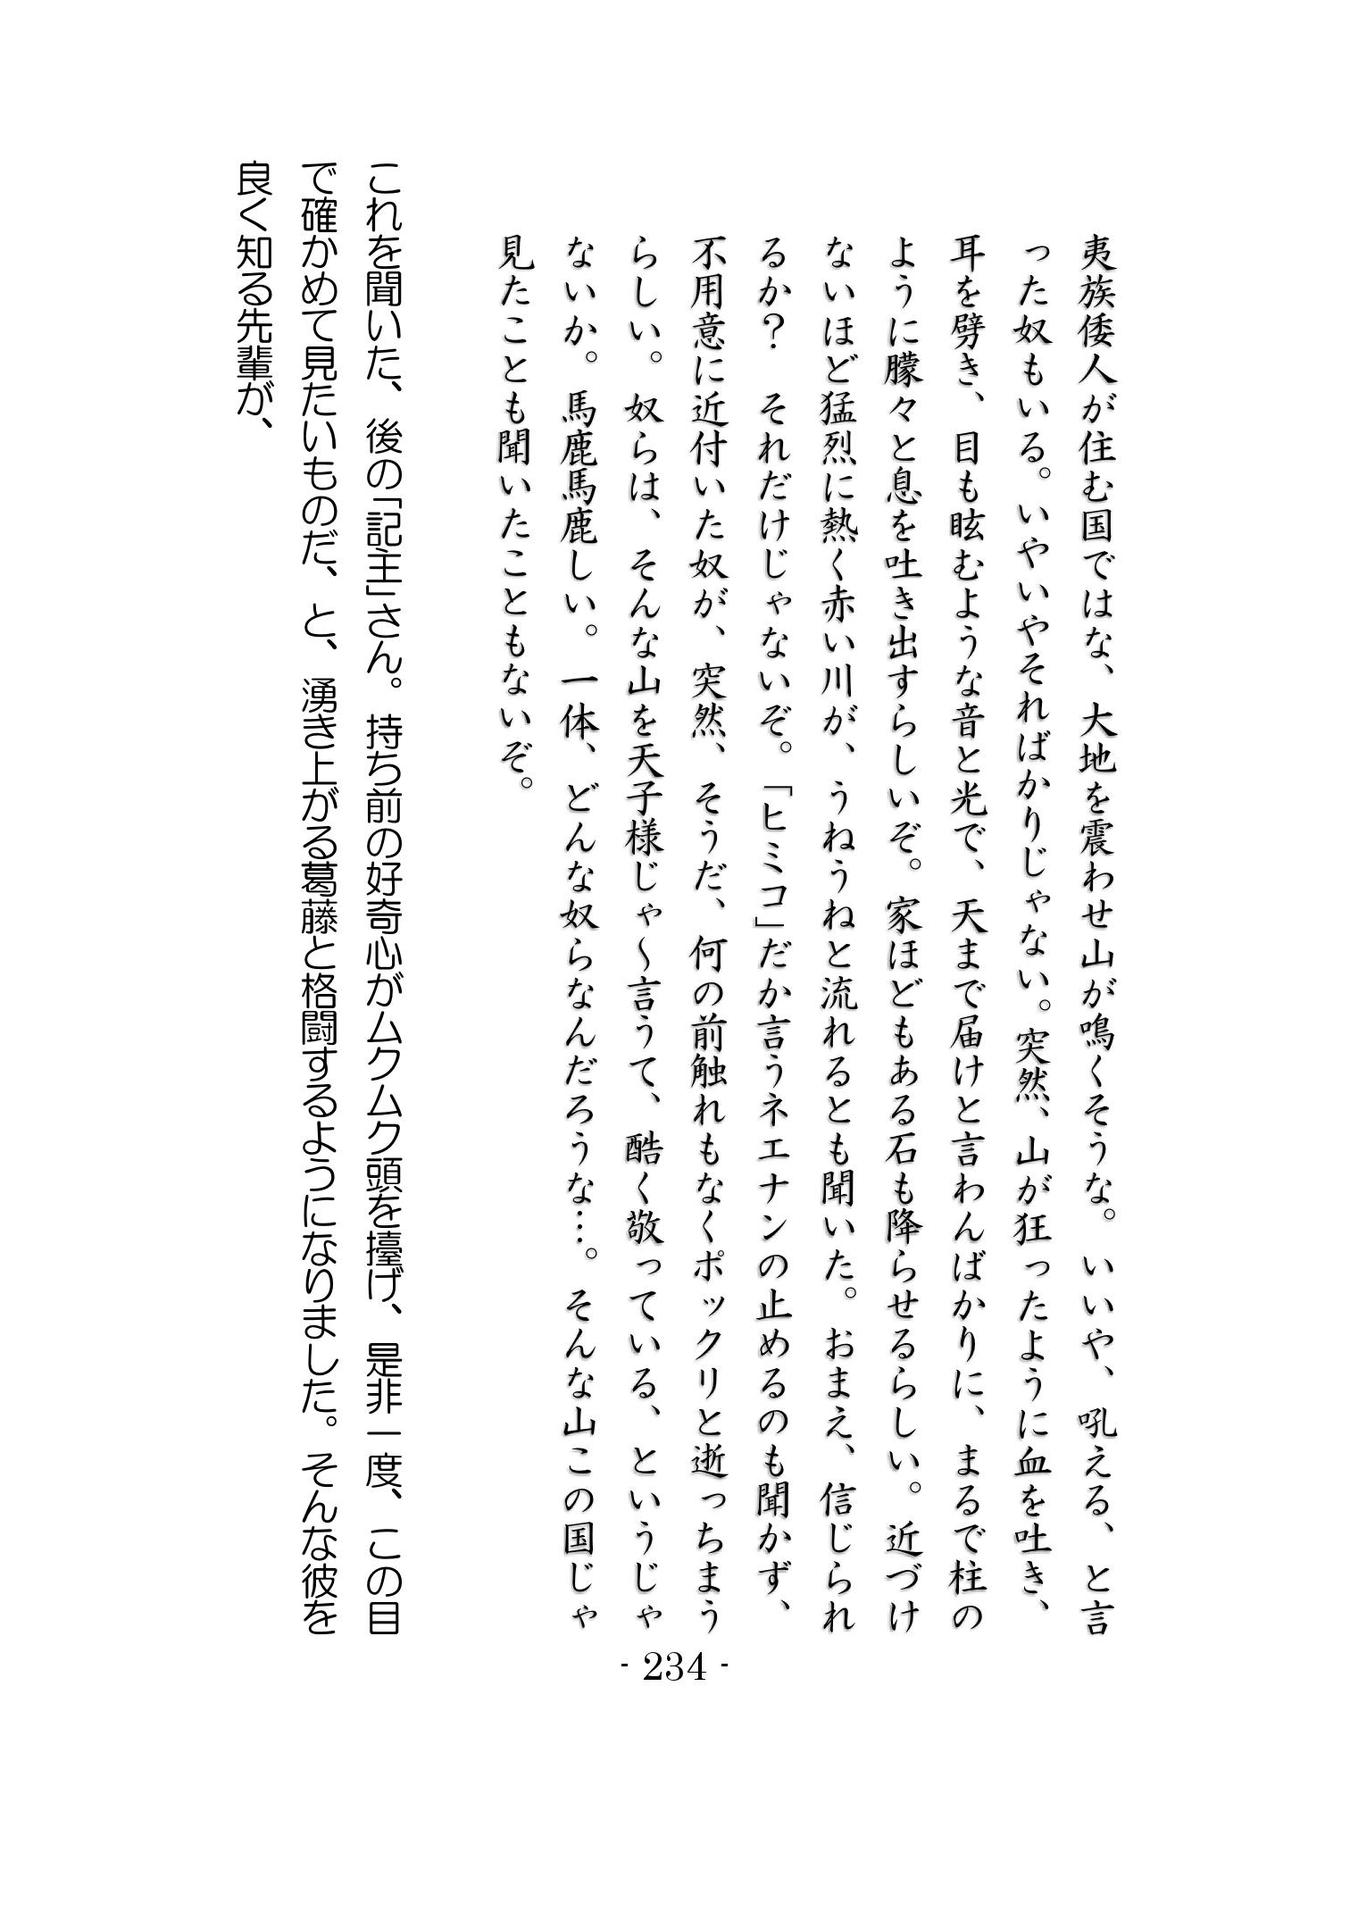 夷族倭人が住む国ではな、大地を震わせ山が鳴くそうな。いいや、吼える、と言
った奴もいる。いやいやそればかりじゃない。突然、山が狂ったように血を吐き、
耳を劈き、目も眩むような音と光で、天まで届けと言わんばかりに、まるで柱の
ように朦々と息を吐き出すらしいぞ。家ほどもある石も降らせるらしい。近づけ
ないほど猛烈に熱く赤い川が、うねうねと流れるとも聞いた。おまえ、信じられ
るか？　それだけじゃないぞ。「ヒミコ」だか言うネエナンの止めるのも聞かず、
不用意に近付いた奴が、突然、そうだ、何の前触れもなくポックリと逝っちまう
らしい。奴らは、そんな山を天子様じゃ～言うて、酷く敬っている、というじゃ
ないか。馬鹿馬鹿しい。一体、どんな奴らなんだろうな…。そんな山この国じゃ
見たことも聞いたこともないぞ。
これを聞いた、後の「記主」さん。持ち前の好奇心がムクムク頭を擡げ、是非一度、この目
で確かめて見たいものだ、と、湧き上がる葛藤と格闘するようになりました。そんな彼を
良く知る先輩が、
- 234 -